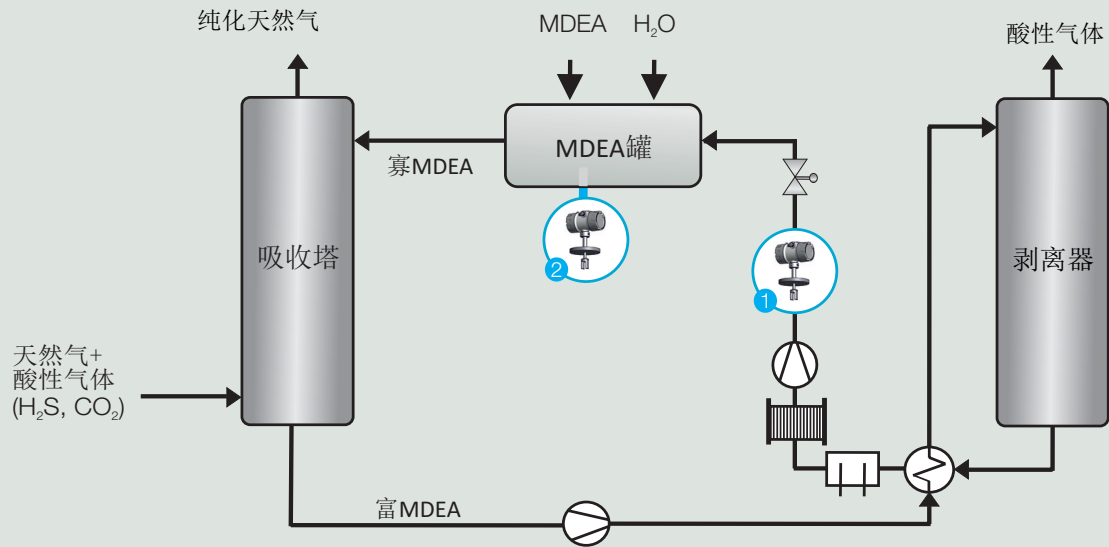 纯化天然气
MDEA
H₂O
酸性气体
MDEA罐
寡MDEA
吸收塔
剥离器
2
1
天然气+
酸性气体
(H₂S, CO₂)
富MDEA